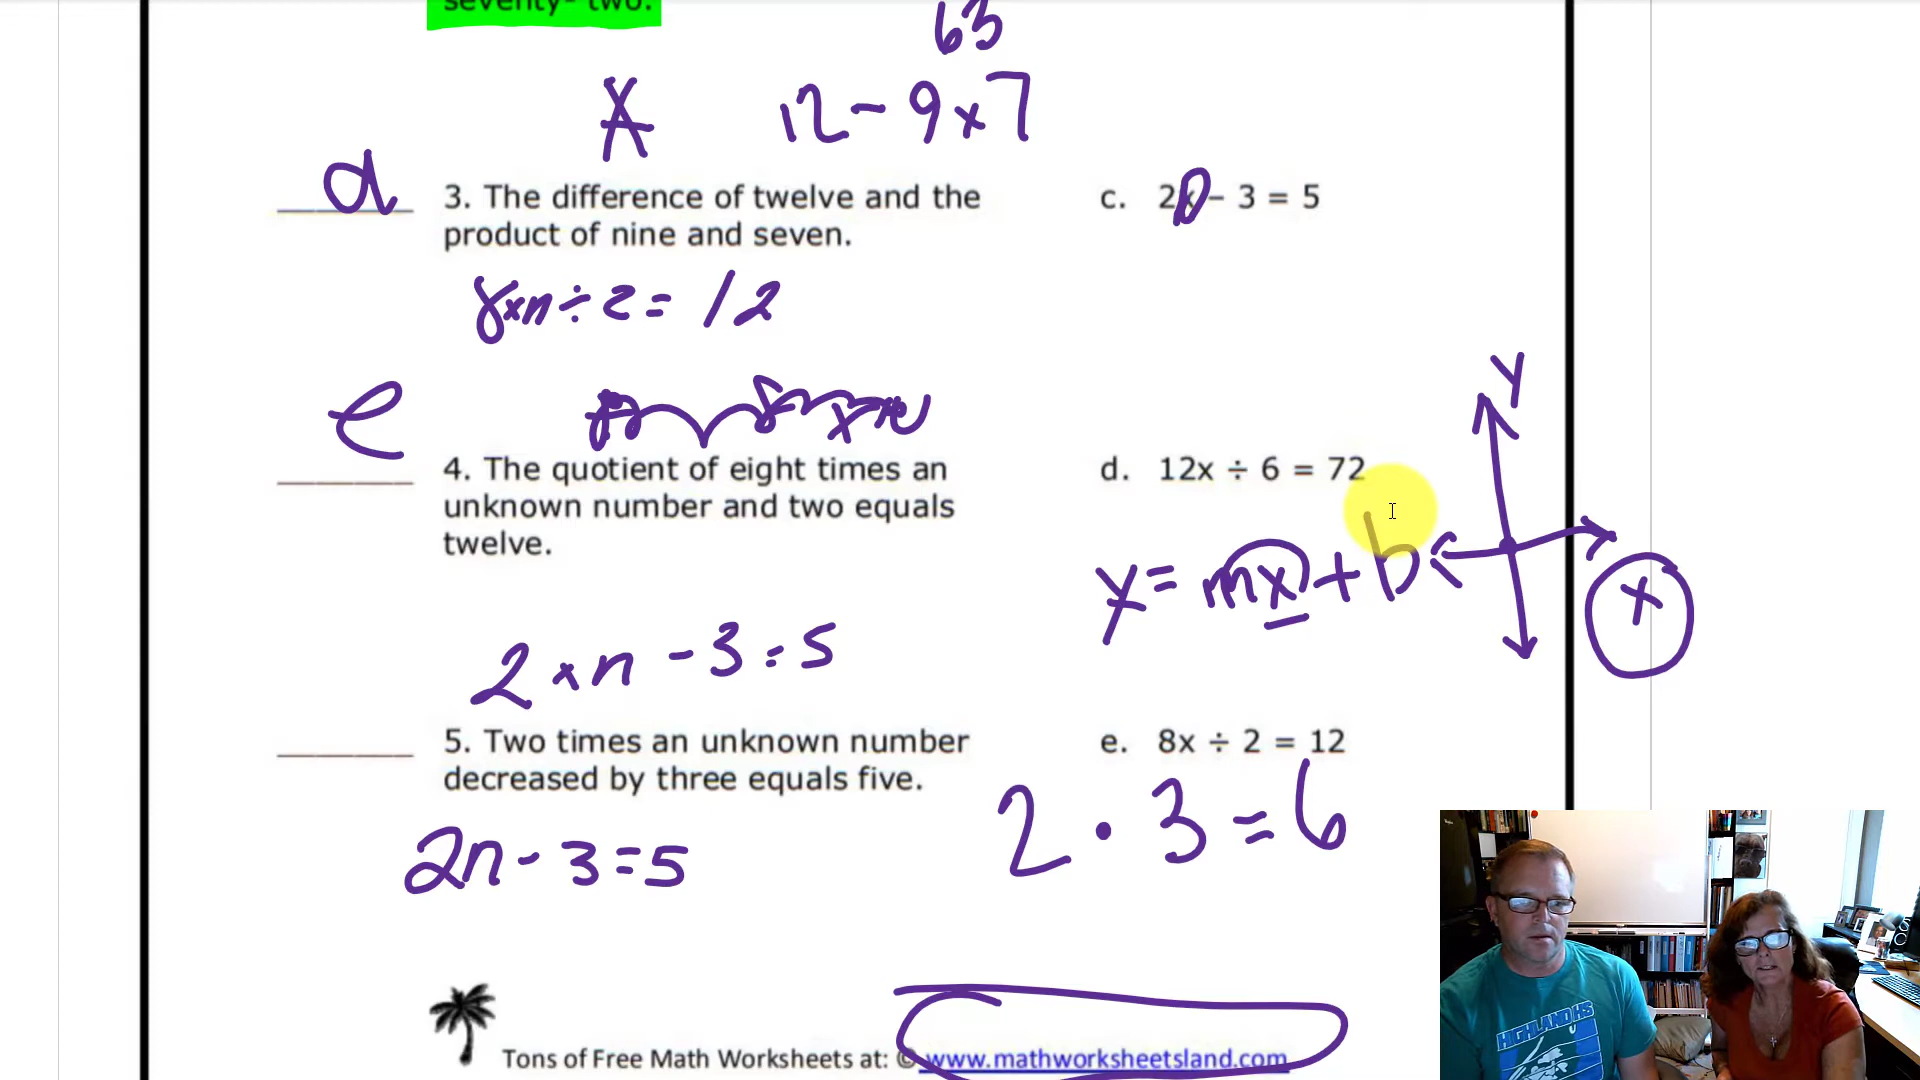 seventy- two.
63
X
12 - 9 x 7
a
3. The difference of twelve and the
product of nine and seven.
c. 2x – 3 = 5
8xn ÷ 2 = 12
Y
e
4. The quotient of eight times an
unknown number and two equals
twelve.
d. 12x ÷ 6 = 72
y = mx + b
x
2 x n - 3 = 5
5. Two times an unknown number
decreased by three equals five.
e. 8x ÷ 2 = 12
2 · 3 = 6
2n - 3 = 5
Tons of Free Math Worksheets at: © www.mathworksheetsland.com
HIGHLAND HS